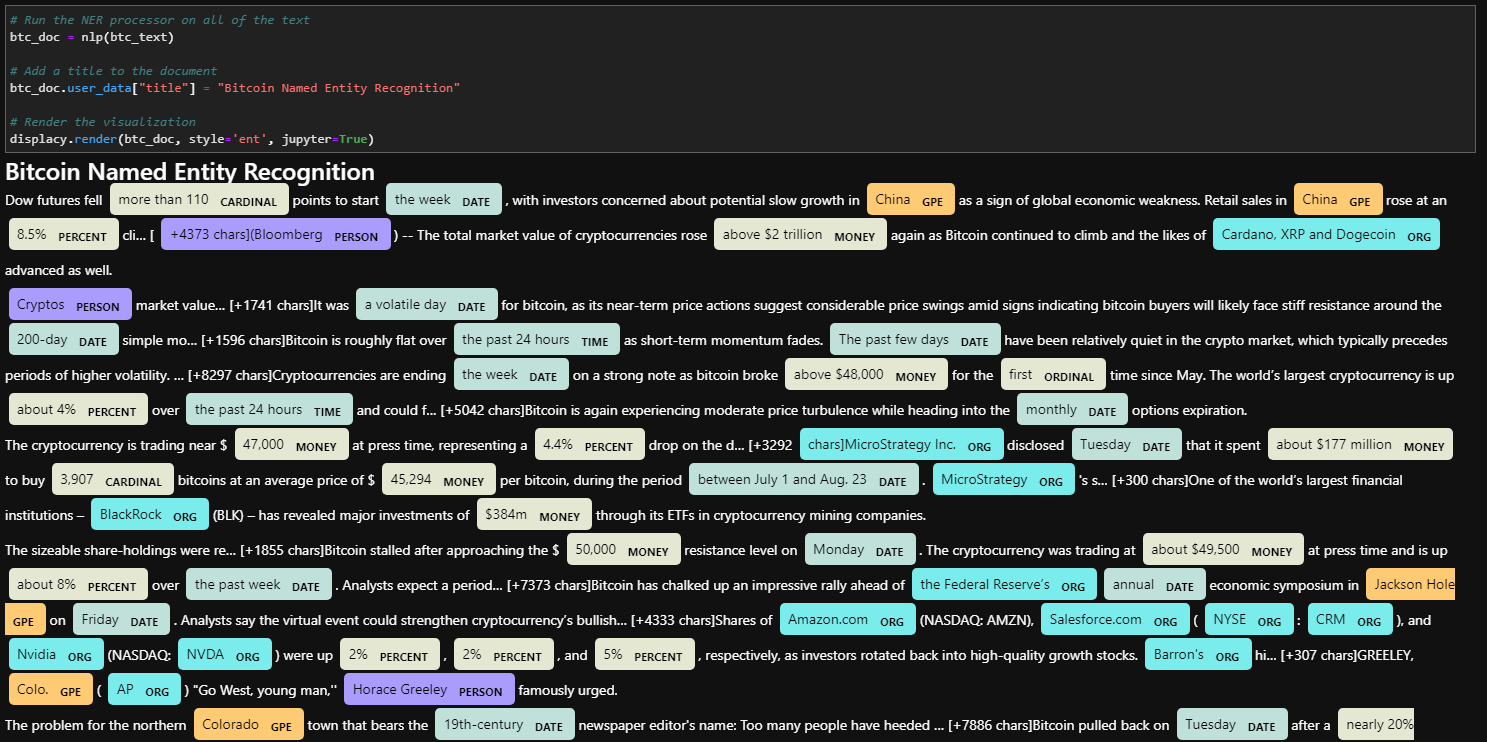 # Run the NER processor on all of the text
btc_doc = nlp(btc_text)
# Add a title to the document
btc_doc.user_data["title"] = "Bitcoin Named Entity Recognition"
# Render the visualization
displacy.render(btc_doc, style='ent', jupyter=True)
Bitcoin Named Entity Recognition
Dow futures fell more than 110 CARDINAL points to start the week DATE , with investors concerned about potential slow growth in China GPE as a sign of global economic weakness. Retail sales in China GPE rose at an
8.5% PERCENT cli… [ +4373 chars](Bloomberg PERSON ) -- The total market value of cryptocurrencies rose above $2 trillion MONEY again as Bitcoin continued to climb and the likes of Cardano, XRP and Dogecoin ORG
advanced as well.
Cryptos PERSON market value… [+1741 chars]It was a volatile day DATE for bitcoin, as its near-term price actions suggest considerable price swings amid signs indicating bitcoin buyers will likely face stiff resistance around the
200-day DATE simple mo… [+1596 chars]Bitcoin is roughly flat over the past 24 hours TIME as short-term momentum fades. The past few days DATE have been relatively quiet in the crypto market, which typically precedes
periods of higher volatility. … [+8297 chars]Cryptocurrencies are ending the week DATE on a strong note as bitcoin broke above $48,000 MONEY for the first ORDINAL time since May. The world’s largest cryptocurrency is up
about 4% PERCENT over the past 24 hours TIME and could f… [+5042 chars]Bitcoin is again experiencing moderate price turbulence while heading into the monthly DATE options expiration.
The cryptocurrency is trading near $ 47,000 MONEY at press time, representing a 4.4% PERCENT drop on the d… [+3292 chars]MicroStrategy Inc. ORG disclosed Tuesday DATE that it spent about $177 million MONEY
to buy 3,907 CARDINAL bitcoins at an average price of $ 45,294 MONEY per bitcoin, during the period between July 1 and Aug. 23 DATE . MicroStrategy ORG 's s… [+300 chars]One of the world’s largest financial
institutions – BlackRock ORG (BLK) – has revealed major investments of $384m MONEY through its ETFs in cryptocurrency mining companies.
The sizeable share-holdings were re… [+1855 chars]Bitcoin stalled after approaching the $ 50,000 MONEY resistance level on Monday DATE . The cryptocurrency was trading at about $49,500 MONEY at press time and is up
about 8% PERCENT over the past week DATE . Analysts expect a period… [+7373 chars]Bitcoin has chalked up an impressive rally ahead of the Federal Reserve’s ORG annual DATE economic symposium in Jackson Hole
GPE on Friday DATE . Analysts say the virtual event could strengthen cryptocurrency’s bullish… [+4333 chars]Shares of Amazon.com ORG (NASDAQ: AMZN), Salesforce.com ORG ( NYSE ORG : CRM ORG ), and
Nvidia ORG (NASDAQ: NVDA ORG ) were up 2% PERCENT , 2% PERCENT , and 5% PERCENT , respectively, as investors rotated back into high-quality growth stocks. Barron's ORG hi… [+307 chars]GREELEY,
Colo. GPE ( AP ORG ) "Go West, young man,'' Horace Greeley PERSON famously urged.
The problem for the northern Colorado GPE town that bears the 19th-century DATE newspaper editor's name: Too many people have heeded … [+7886 chars]Bitcoin pulled back on Tuesday DATE after a nearly 20%